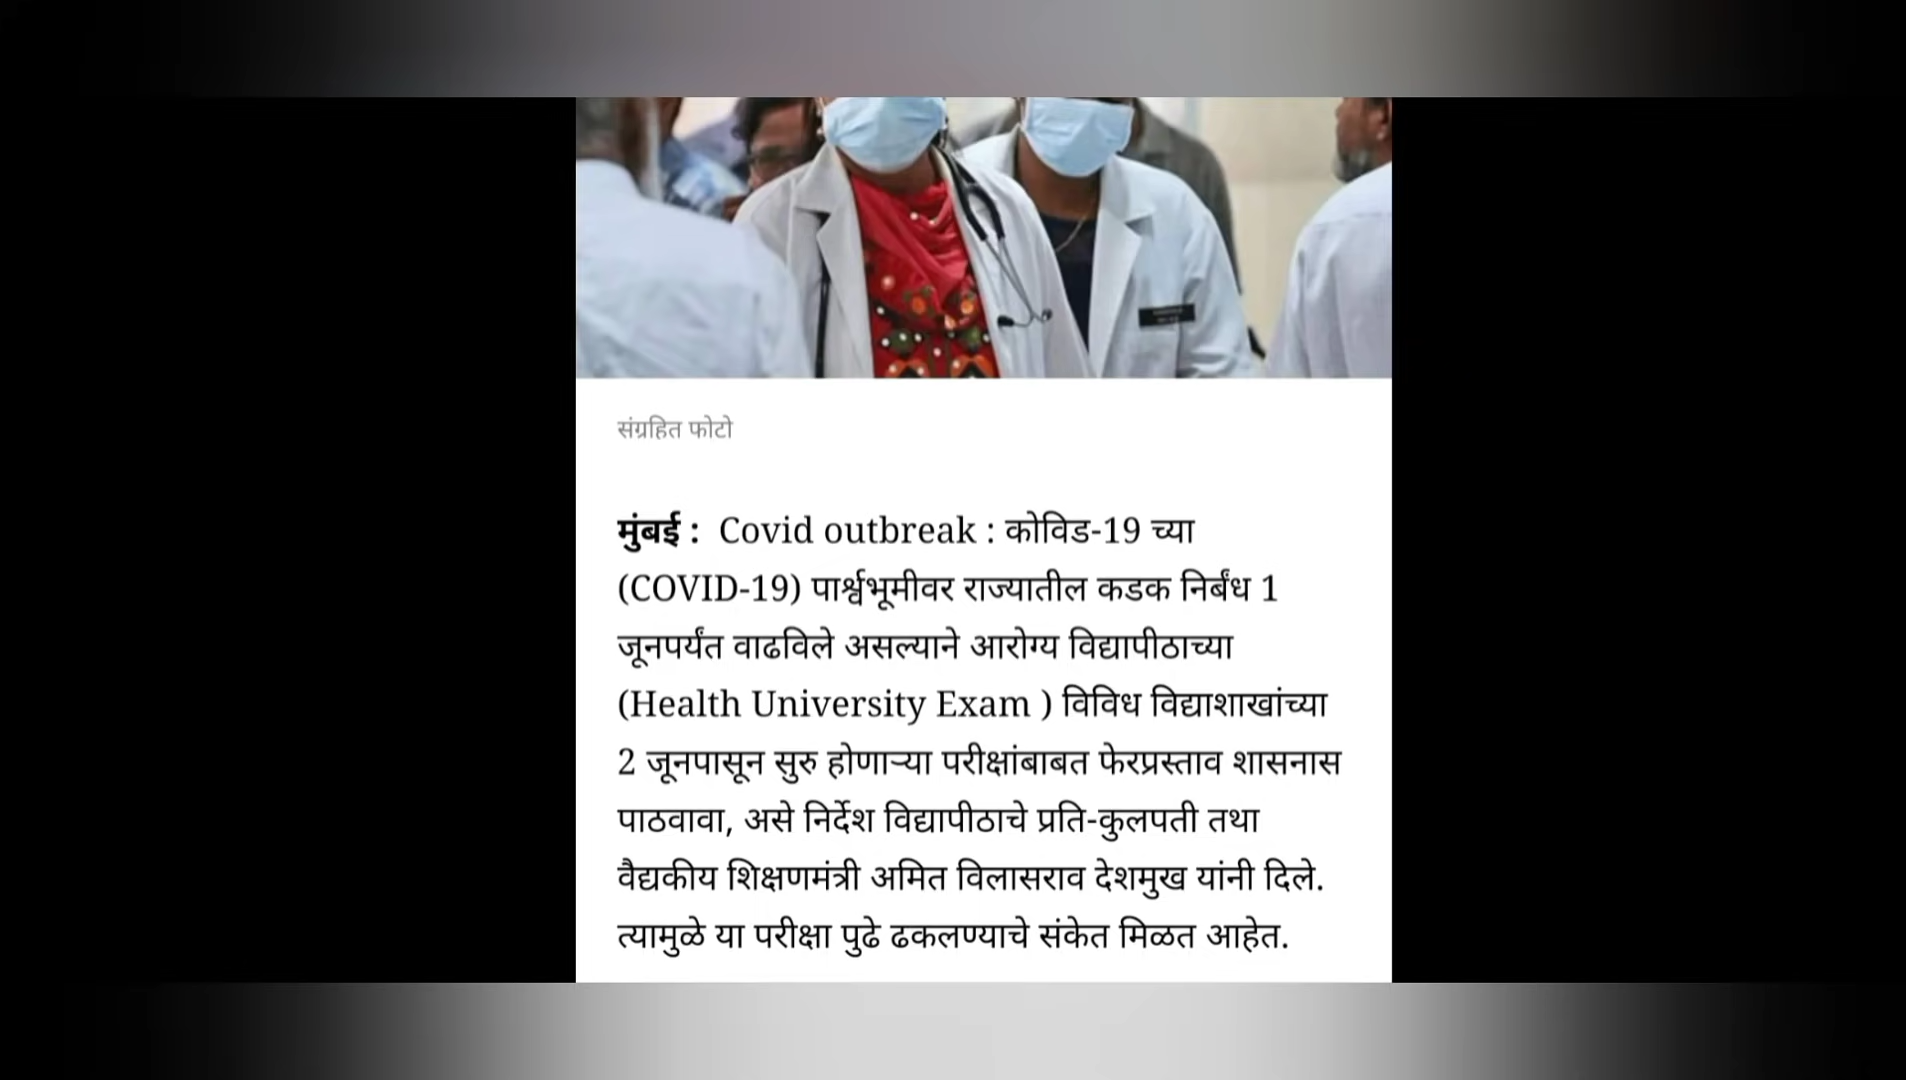 संग्रहित फोटो
मुंबई : Covid outbreak : कोविड-19 च्या
(COVID-19) पार्श्वभूमीवर राज्यातील कडक निर्बंध 1
जूनपर्यंत वाढविले असल्याने आरोग्य विद्यापीठाच्या
(Health University Exam ) विविध विद्याशाखांच्या
2 जूनपासून सुरु होणाऱ्या परीक्षांबाबत फेरप्रस्ताव शासनास
पाठवावा, असे निर्देश विद्यापीठाचे प्रति-कुलपती तथा
वैद्यकीय शिक्षणमंत्री अमित विलासराव देशमुख यांनी दिले.
त्यामुळे या परीक्षा पुढे ढकलण्याचे संकेत मिळत आहेत.